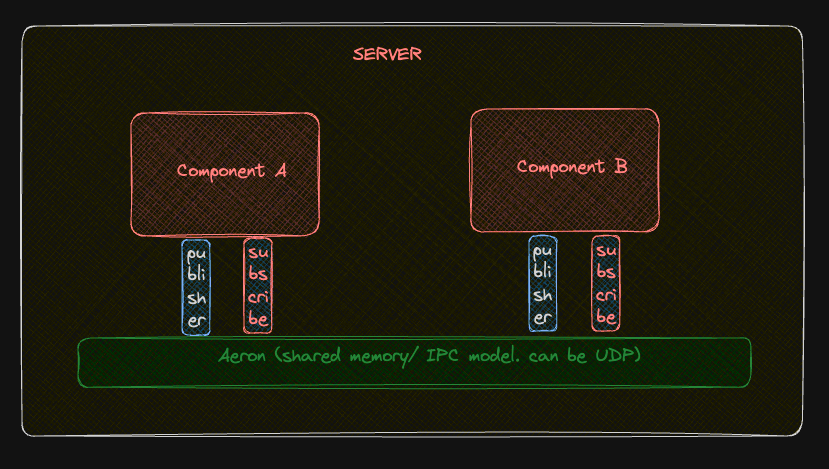 SERVER
Component A
Component B
pu
bli
sh
er
su
bs
cri
be
pu
bli
sh
er
su
bs
cri
be
Aeron (shared memory/ IPC model. can be UDP)